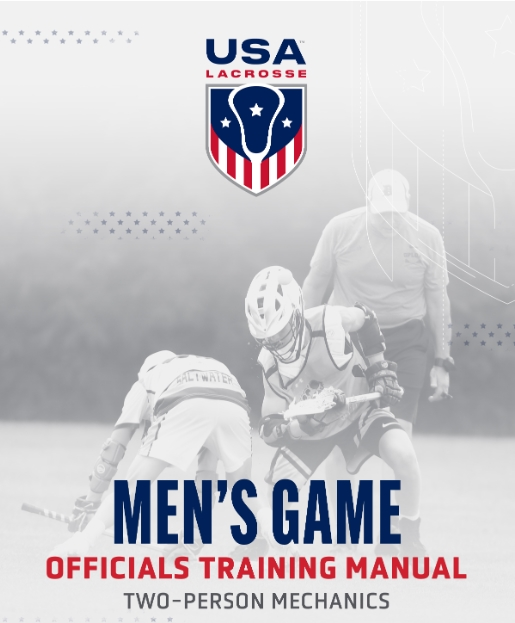 USA
LACROSSE
SALTWATER
MEN'S GAME
OFFICIALS TRAINING MANUAL
TWO-PERSON MECHANICS